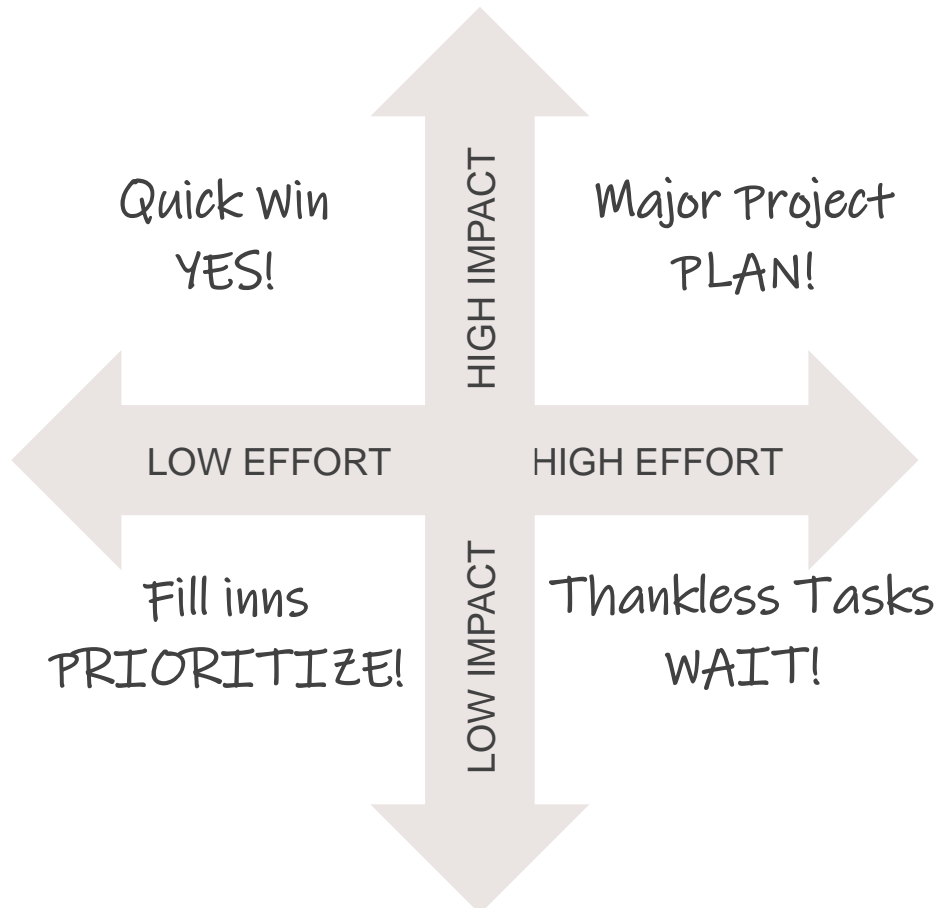 HIGH IMPACT
Quick Win
YES!
Major Project
PLAN!
LOW EFFORT
HIGH EFFORT
LOW IMPACT
Fill inns
PRIORITIZE!
Thankless Tasks
WAIT!